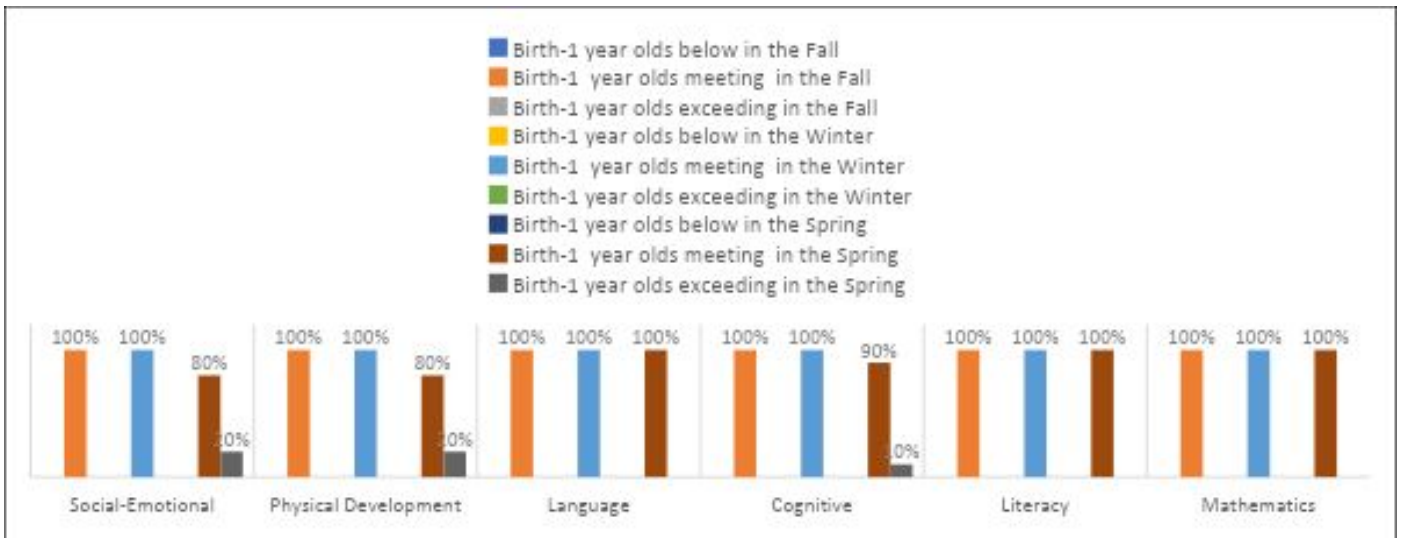 Birth-1 year olds below in the Fall
Birth-1  year olds meeting  in the Fall
Birth-1 year olds exceeding in the Fall
Birth-1 year olds below in the Winter
Birth-1  year olds meeting  in the Winter
Birth-1 year olds exceeding in the Winter
Birth-1 year olds below in the Spring
Birth-1  year olds meeting  in the Spring
Birth-1 year olds exceeding in the Spring
100% 100% 80% 20% 100% 100% 80% 20% 100% 100% 100% 100% 100% 90% 10% 100% 100% 100% 100% 100% 100%
Social-Emotional Physical Development Language Cognitive Literacy Mathematics